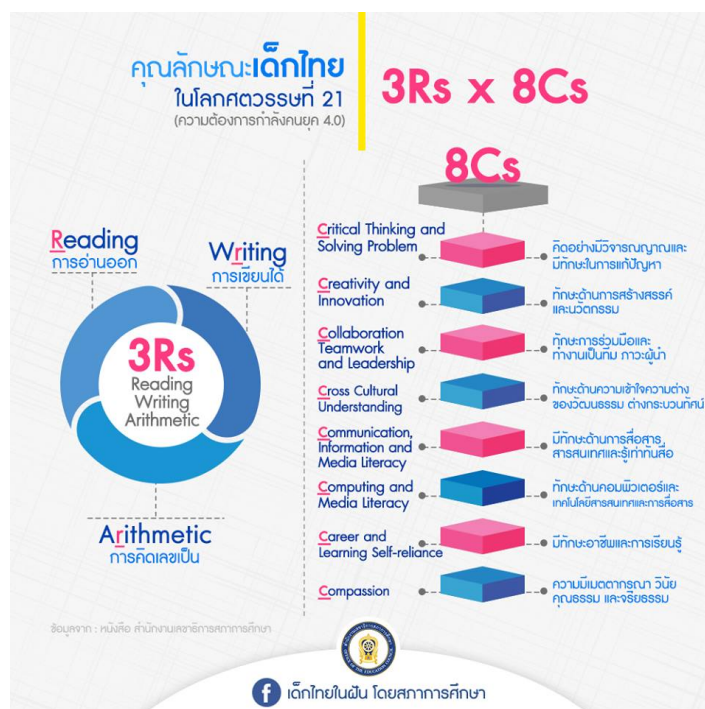 คุณลักษณะเด็กไทย
ในโลกศตวรรษที่ 21
(ความต้องการกำลังคนยุค 4.0)
3Rs x 8Cs
Reading
การอ่านออก
Writing
การเขียนได้
3Rs
Reading
Writing
Arithmetic
Arithmetic
การคิดเลขเป็น
8Cs
Critical Thinking and
Solving Problem
คิดอย่างมีวิจารณญาณและ
มีทักษะในการแก้ปัญหา
Creativity and
Innovation
ทักษะด้านการสร้างสรรค์
และนวัตกรรม
Collaboration
Teamwork
and Leadership
ทักษะการร่วมมือและ
ทำงานเป็นทีม ภาวะผู้นำ
Cross Cultural
Understanding
ทักษะด้านความเข้าใจความต่าง
ของวัฒนธรรม ต่างกระบวนทัศน์
Communication,
Information and
Media Literacy
มีทักษะด้านการสื่อสาร
สารสนเทศและรู้เท่าทันสื่อ
Computing and
Media Literacy
ทักษะด้านคอมพิวเตอร์และ
เทคโนโลยีสารสนเทศและการสื่อสาร
Career and
Learning Self-reliance
มีทักษะอาชีพและการเรียนรู้
Compassion
ความมีเมตตากรุณา วินัย
คุณธรรม และจริยธรรม
ข้อมูลจาก : หนังสือ สำนักงานเลขาธิการสภาการศึกษา
เด็กไทยในฝัน โดยสภาการศึกษา